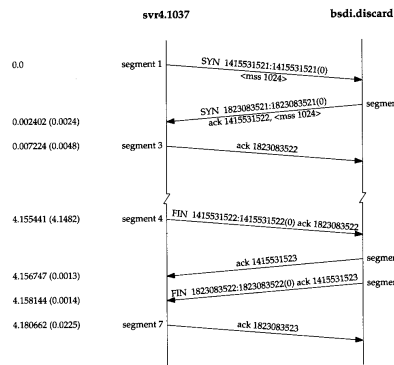 svr4.1037 bsdi.discard
0.0 segment 1 SYN 1415531521:1415531521(0)
<mss 1024>
SYN 1823083521:1823083521(0)
ack 1415531522, <mss 1024>
0.002402 (0.0024)
0.007224 (0.0048) segment 3 ack 1823083522
4.155441 (4.1482) segment 4 FIN 1415531522:1415531522(0) ack 1823083522
ack 1415531523
4.156747 (0.0013)
FIN 1823083522:1823083522(0) ack 1415531523
4.158144 (0.0014)
4.180662 (0.0225) segment 7 ack 1823083523